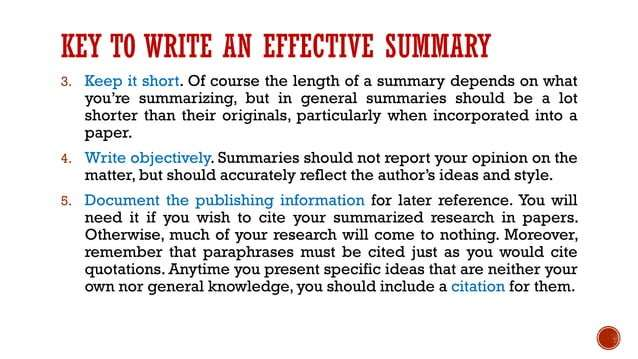 KEY TO WRITE AN EFFECTIVE SUMMARY
3. Keep it short. Of course the length of a summary depends on what
you're summarizing, but in general summaries should be a lot
shorter than their originals, particularly when incorporated into a
paper.
4. Write objectively. Summaries should not report your opinion on the
matter, but should accurately reflect the author's ideas and style.
5. Document the publishing information for later reference. You will
need it if you wish to cite your summarized research in papers.
Otherwise, much of your research will come to nothing. Moreover,
remember that paraphrases must be cited just as you would cite
quotations. Anytime you present specific ideas that are neither your
own nor general knowledge, you should include a citation for them.